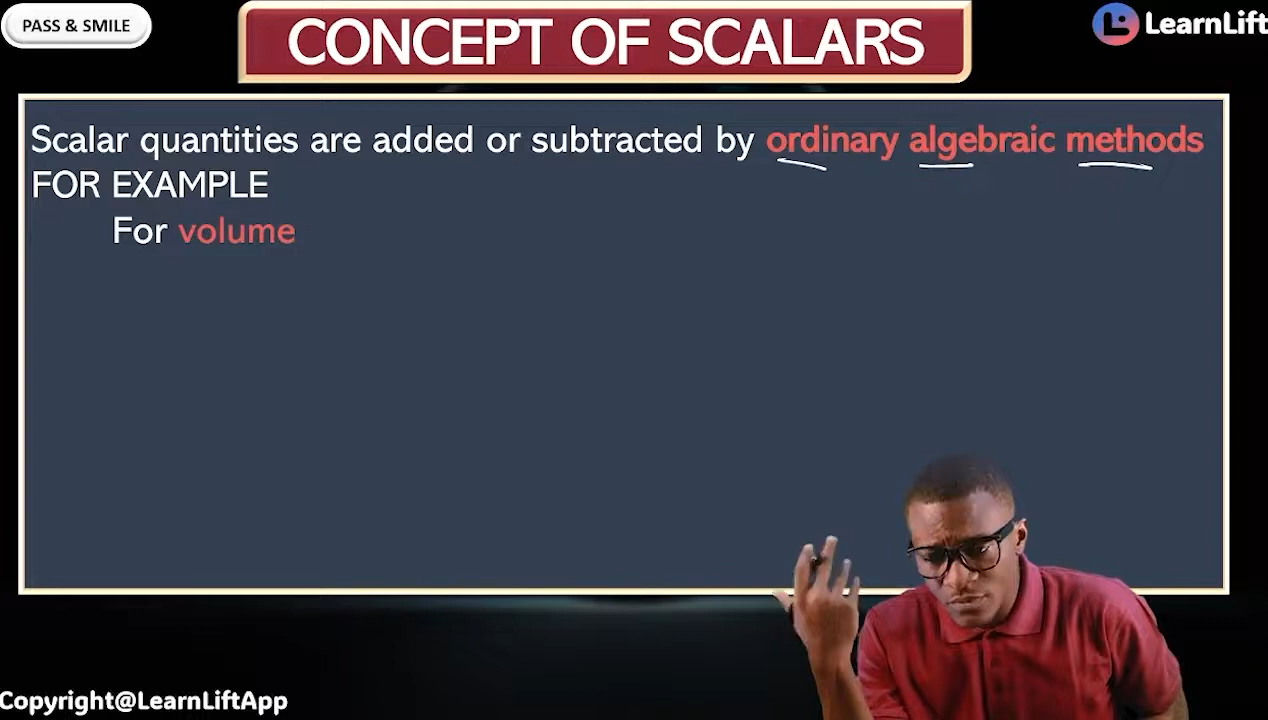 PASS & SMILE
CONCEPT OF SCALARS
LearnLift
Scalar quantities are added or subtracted by ordinary algebraic methods
FOR EXAMPLE
For volume
Copyright@LearnLiftApp